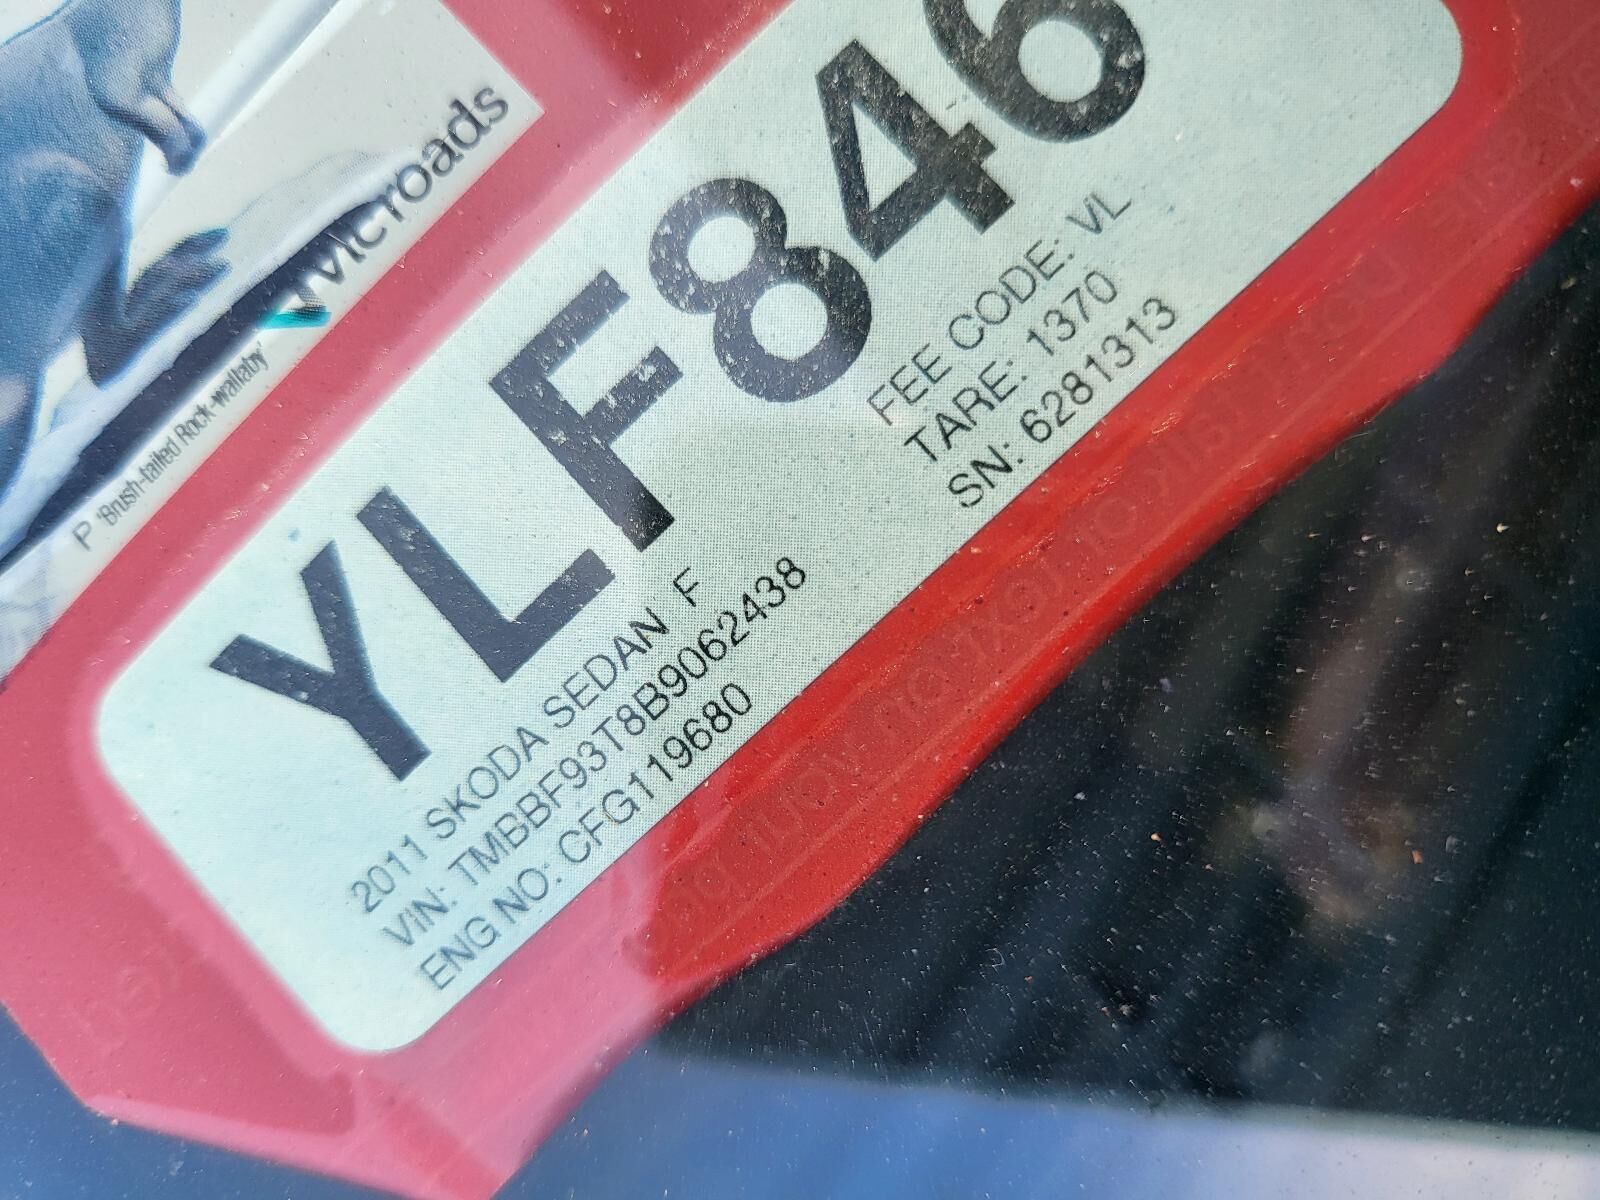 vicroads
P 'Brush-tailed Rock-wallaby'
YLF846
FEE CODE: VL
TARE: 1370
SN: 6281313
2011 SKODA SEDAN F
VIN: TMBBF93T8B9062438
ENG NO: CFG119680